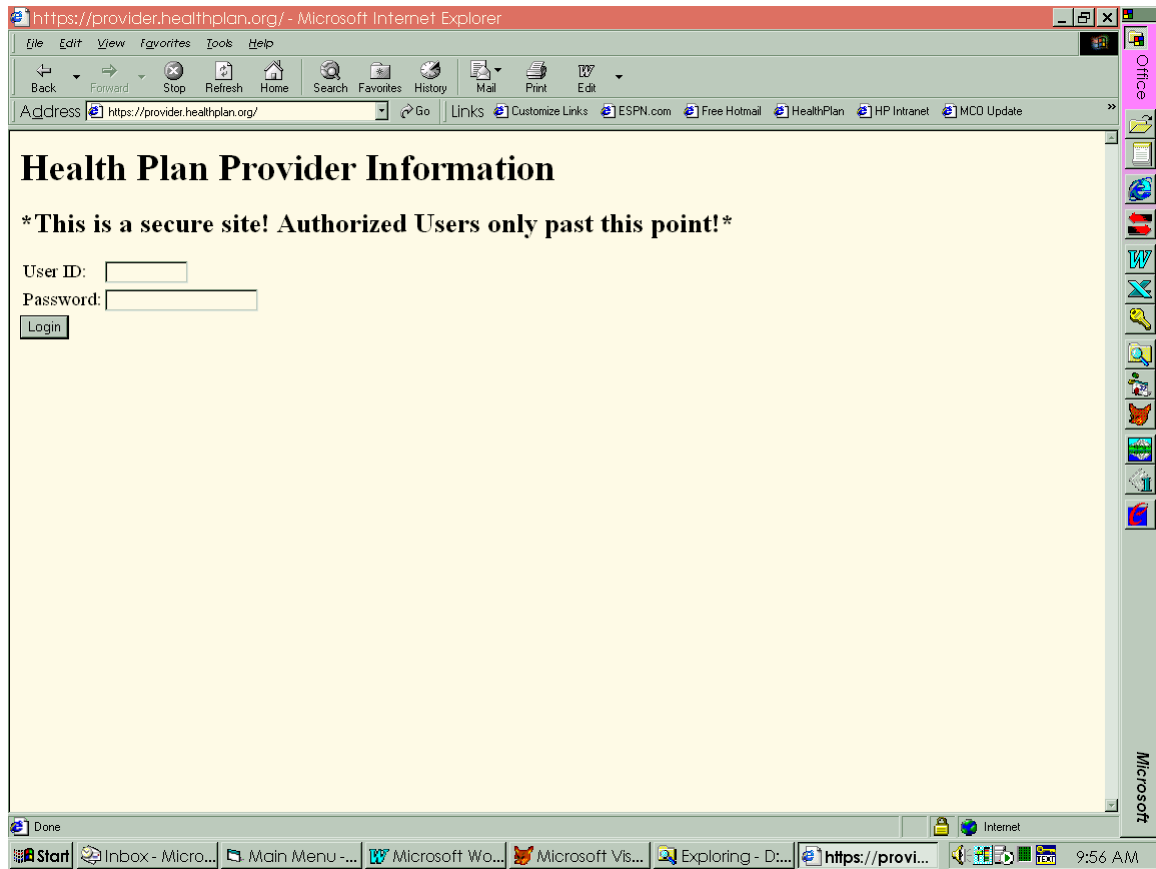 https://provider.healthplan.org/ - Microsoft Internet Explorer
File Edit View Favorites Tools Help
Back Forward Stop Refresh Home Search Favorites History Mail Print Edit
Address https://provider.healthplan.org/ Go Links Customize Links ESPN.com Free Hotmail HealthPlan HP Intranet MCO Update »
Office
Health Plan Provider Information
*This is a secure site! Authorized Users only past this point!*
User ID:
Password:
Login
Microsoft
Done Internet
Start Inbox - Micro... Main Menu -... Microsoft Wo... Microsoft Vis... Exploring - D:... https://provi... 9:56 AM